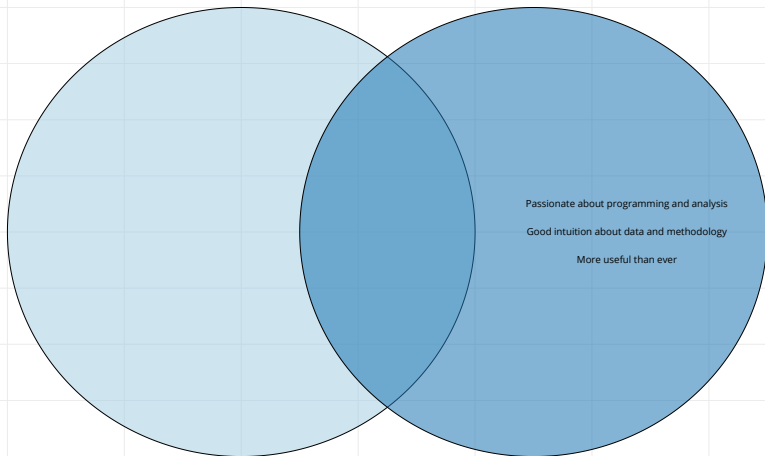 Passionate about programming and analysis
Good intuition about data and methodology
More useful than ever